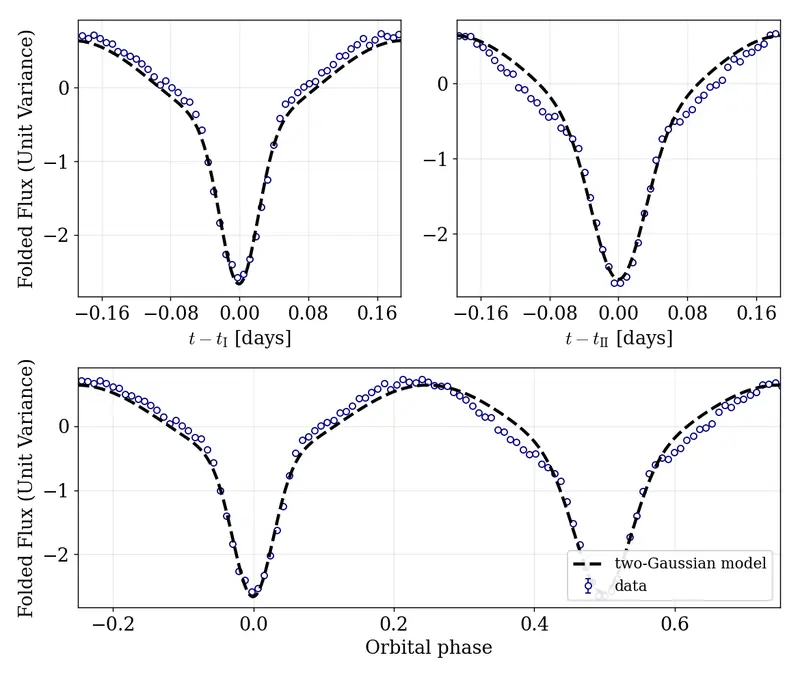 Folded Flux (Unit Variance)
0
−1
−2
−0.16 −0.08 0.00 0.08 0.16
t − t_I [days]
0
−1
−2
−0.16 −0.08 0.00 0.08 0.16
t − t_II [days]
Folded Flux (Unit Variance)
0
−1
−2
−0.2 0.0 0.2 0.4 0.6
Orbital phase
two-Gaussian model
data